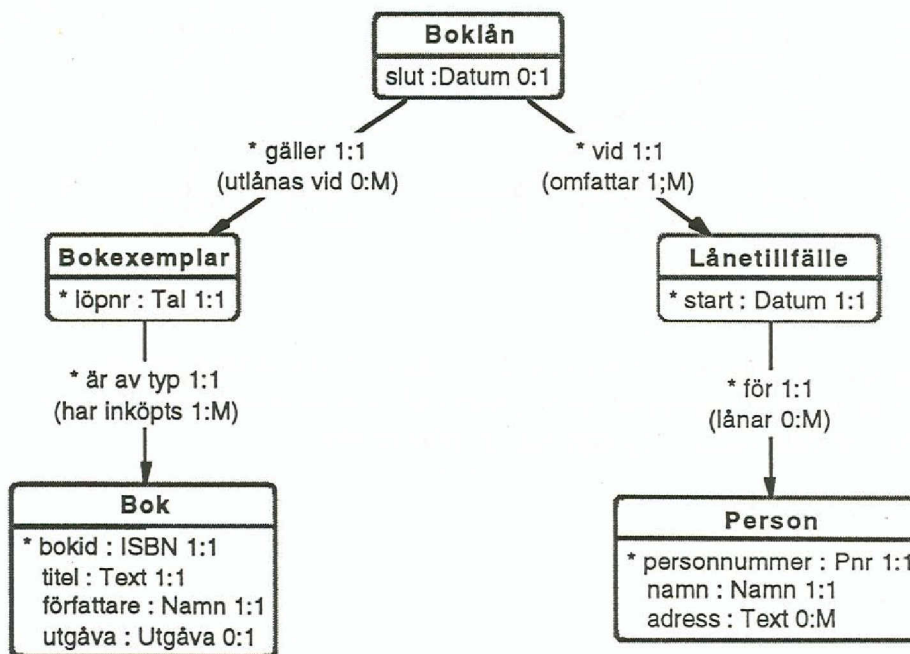 Boklån
slut :Datum 0:1
* gäller 1:1
(utlånas vid 0:M)
* vid 1:1
(omfattar 1;M)
Bokexemplar
* löpnr : Tal 1:1
Lånetillfälle
* start : Datum 1:1
* är av typ 1:1
(har inköpts 1:M)
* för 1:1
(lånar 0:M)
Bok
* bokid : ISBN 1:1
titel : Text 1:1
författare : Namn 1:1
utgåva : Utgåva 0:1
Person
* personnummer : Pnr 1:1
namn : Namn 1:1
adress : Text 0:M